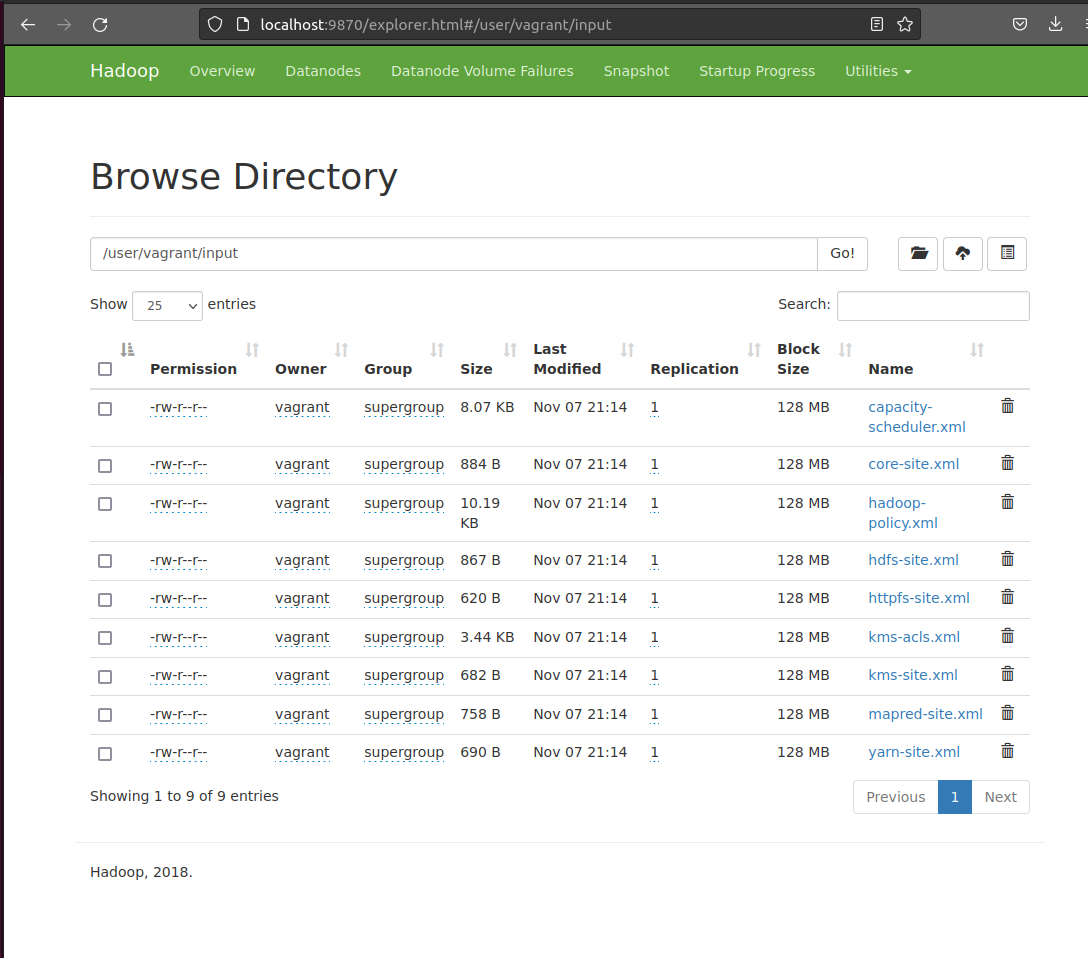 localhost:9870/explorer.html#/user/vagrant/input
Hadoop Overview Datanodes Datanode Volume Failures Snapshot Startup Progress Utilities
Browse Directory
/user/vagrant/input Go!
Show 25 entries Search:
Permission Owner Group Size Last Modified Replication Block Size Name
-rw-r--r-- vagrant supergroup 8.07 KB Nov 07 21:14 1 128 MB capacity-scheduler.xml
-rw-r--r-- vagrant supergroup 884 B Nov 07 21:14 1 128 MB core-site.xml
-rw-r--r-- vagrant supergroup 10.19 KB Nov 07 21:14 1 128 MB hadoop-policy.xml
-rw-r--r-- vagrant supergroup 867 B Nov 07 21:14 1 128 MB hdfs-site.xml
-rw-r--r-- vagrant supergroup 620 B Nov 07 21:14 1 128 MB httpfs-site.xml
-rw-r--r-- vagrant supergroup 3.44 KB Nov 07 21:14 1 128 MB kms-acls.xml
-rw-r--r-- vagrant supergroup 682 B Nov 07 21:14 1 128 MB kms-site.xml
-rw-r--r-- vagrant supergroup 758 B Nov 07 21:14 1 128 MB mapred-site.xml
-rw-r--r-- vagrant supergroup 690 B Nov 07 21:14 1 128 MB yarn-site.xml
Showing 1 to 9 of 9 entries Previous 1 Next
Hadoop, 2018.